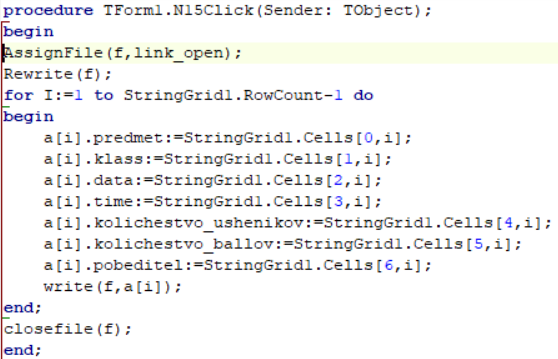 procedure TForm1.N15Click(Sender: TObject);
begin
AssignFile(f,link_open);
Rewrite(f);
for I:=1 to StringGrid1.RowCount-1 do
begin
    a[i].predmet:=StringGrid1.Cells[0,i];
    a[i].klass:=StringGrid1.Cells[1,i];
    a[i].data:=StringGrid1.Cells[2,i];
    a[i].time:=StringGrid1.Cells[3,i];
    a[i].kolichestvo_ushenikov:=StringGrid1.Cells[4,i];
    a[i].kolichestvo_ballov:=StringGrid1.Cells[5,i];
    a[i].pobeditel:=StringGrid1.Cells[6,i];
    write(f,a[i]);
end;
closefile(f);
end;